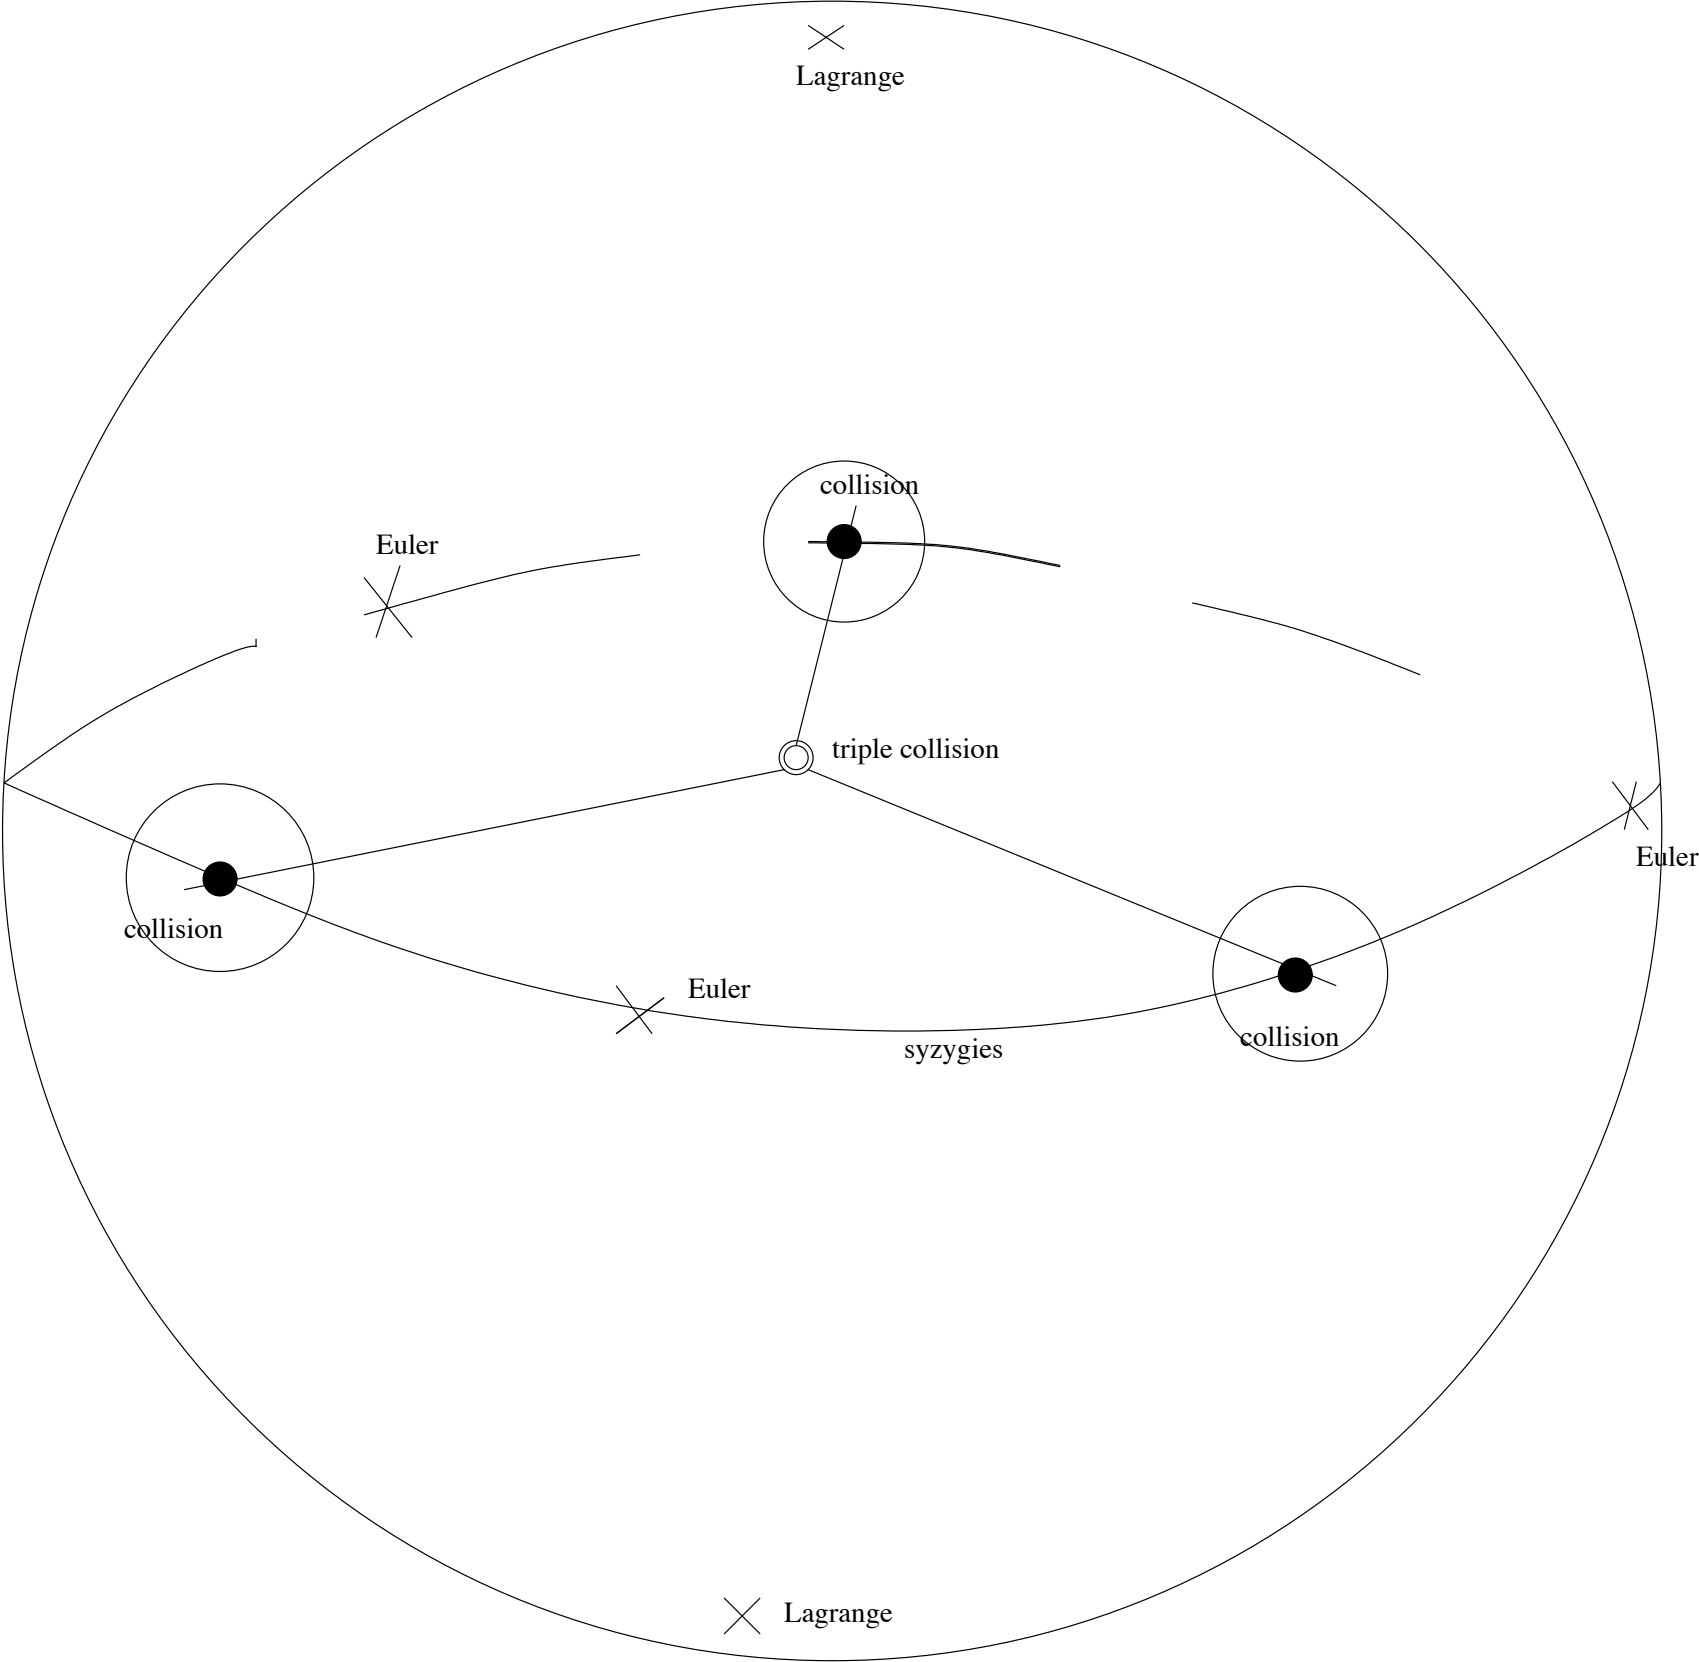 Lagrange
collision
Euler
triple collision
Euler
collision
Euler
collision
syzygies
Lagrange